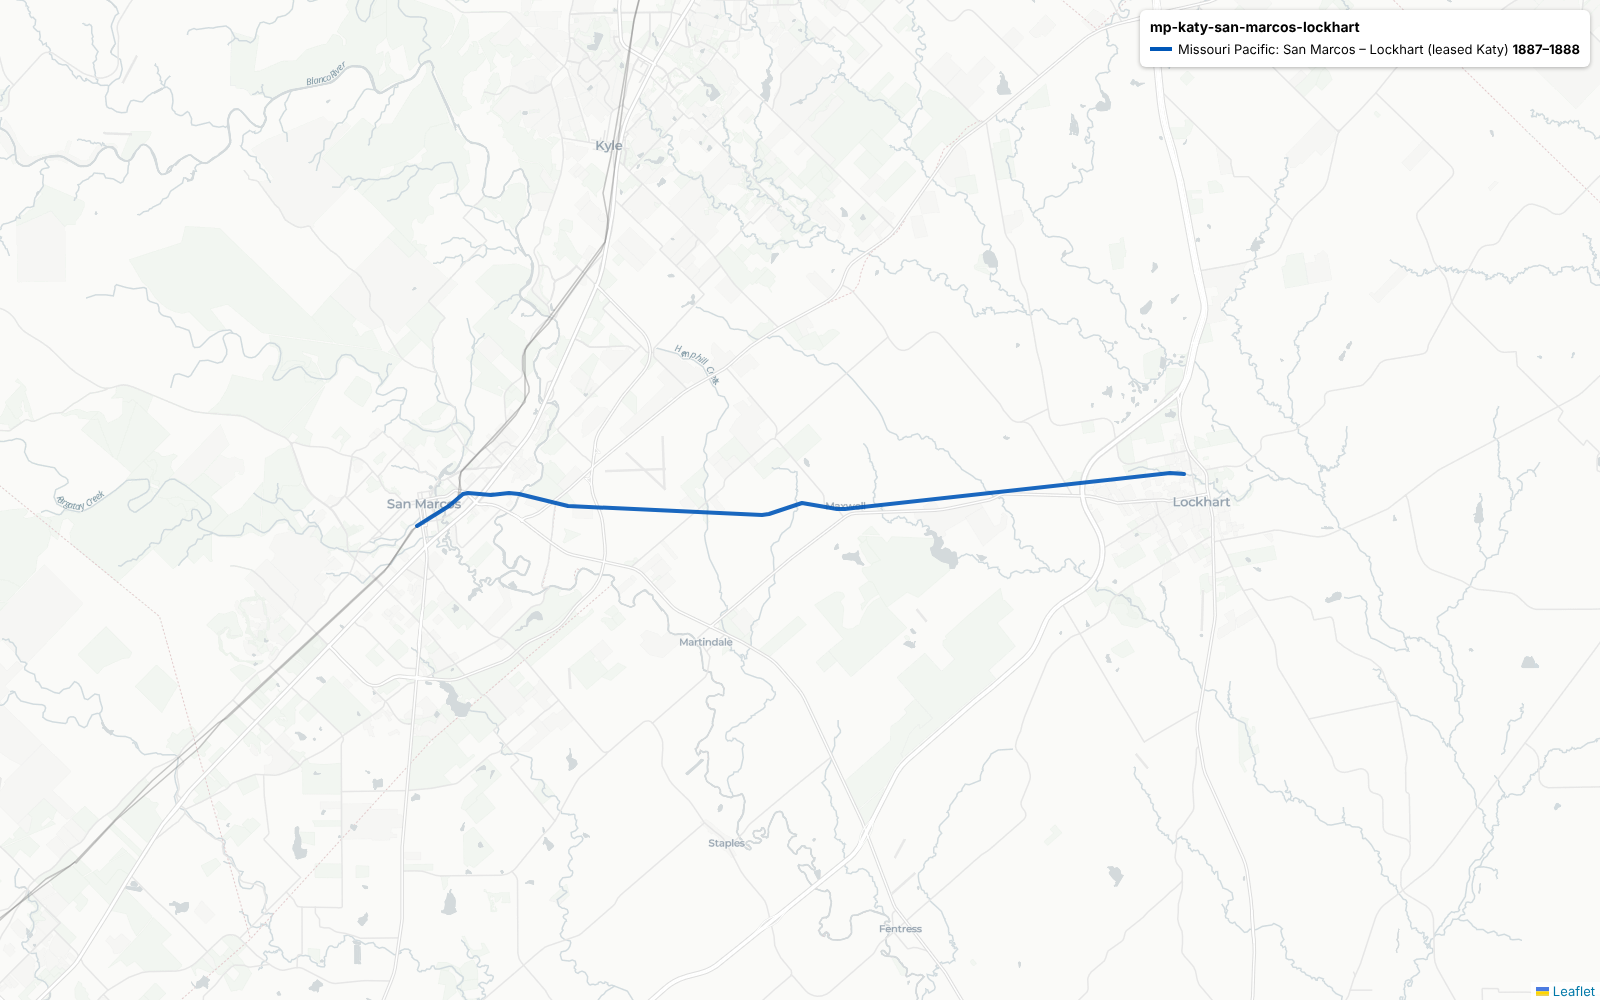 mp-katy-san-marcos-lockhart
Missouri Pacific: San Marcos – Lockhart (leased Katy) 1887–1888
Blanco River
Kyle
Hemphill Creek
San Marcos
Maxwell
Lockhart
Martindale
Staples
Fentress
Leaflet